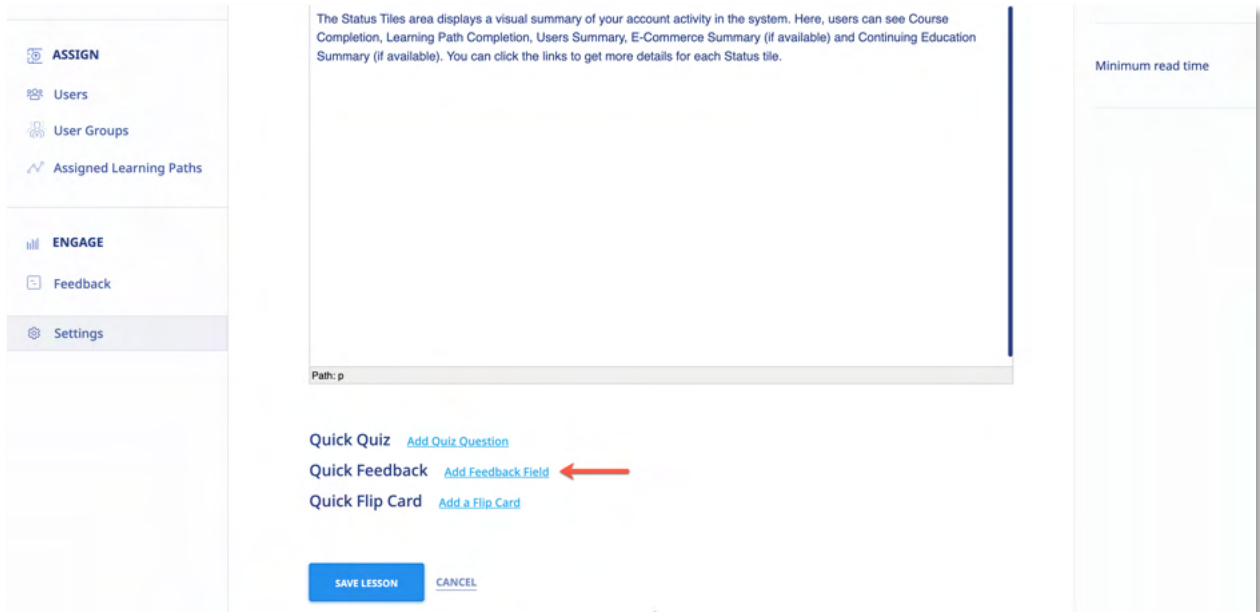 ASSIGN
Users
User Groups
Assigned Learning Paths
ENGAGE
Feedback
Settings
The Status Tiles area displays a visual summary of your account activity in the system. Here, users can see Course
Completion, Learning Path Completion, Users Summary, E-Commerce Summary (if available) and Continuing Education
Summary (if available). You can click the links to get more details for each Status tile.
Path: p
Quick Quiz Add Quiz Question
Quick Feedback Add Feedback Field
Quick Flip Card Add a Flip Card
SAVE LESSON CANCEL
Minimum read time